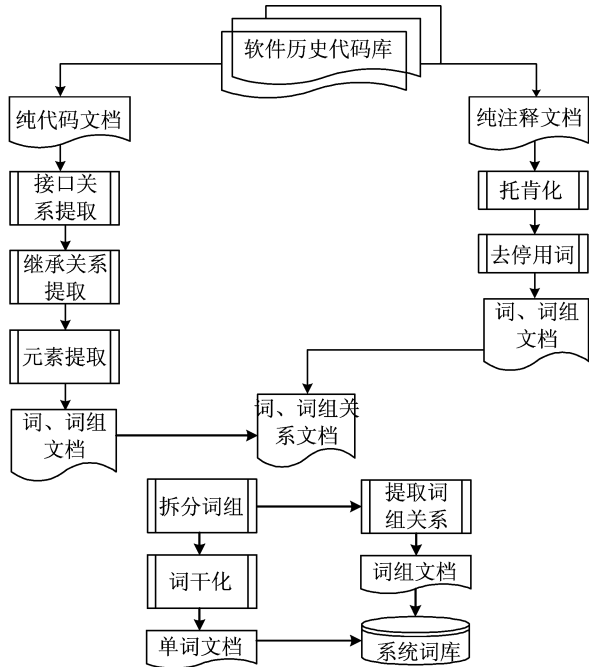 软件历史代码库
纯代码文档
纯注释文档
接口关
系提取
托肯化
继承关系
提取
去停用词
元素提取
词、词组
文档
词、词组
文档
词、词组关
系文档
拆分词组
提取词
组关系
词干化
词组文档
单词文档
系统词库